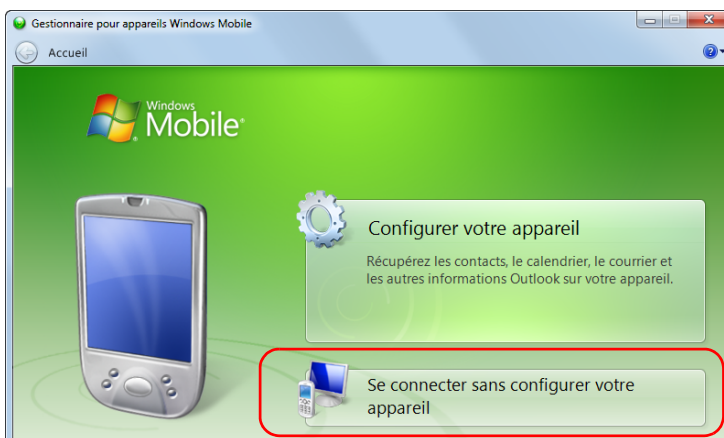 Gestionnaire pour appareils Windows Mobile
Accueil
Windows
Mobile
Configurer votre appareil
Récupérez les contacts, le calendrier, le courrier et
les autres informations Outlook sur votre appareil.
Se connecter sans configurer votre
appareil